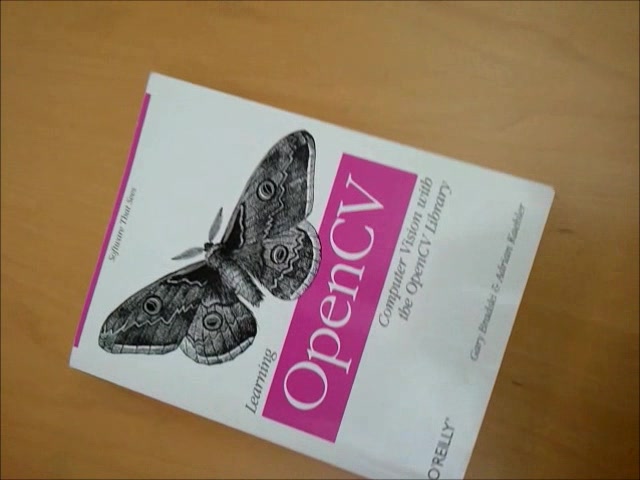 Software That Sees
Learning
OpenCV
Computer Vision with
the OpenCV Library
Gary Bradski & Adrian Kaehler
O'REILLY®